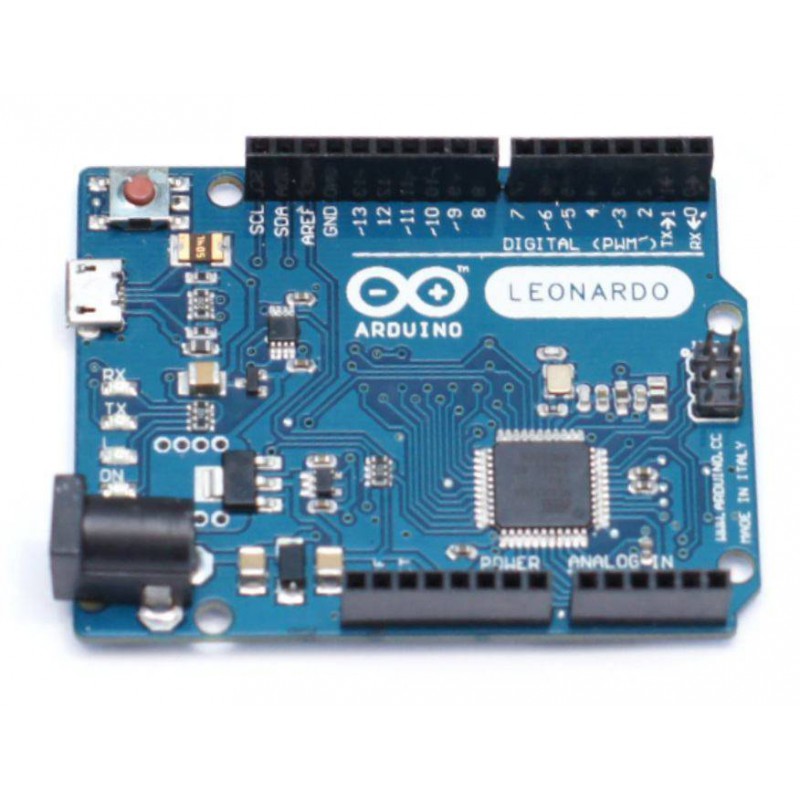 SCL
SDA
AREF
GND
~13
12
~11
~10
~9
8
7
~6
~5
4
~3
2
TX→1
RX←0
DIGITAL (PWM~)
ARDUINO
TM
LEONARDO
RX
TX
L
ON
WWW.ARDUINO.CC
MADE IN ITALY
POWER
ANALOG IN